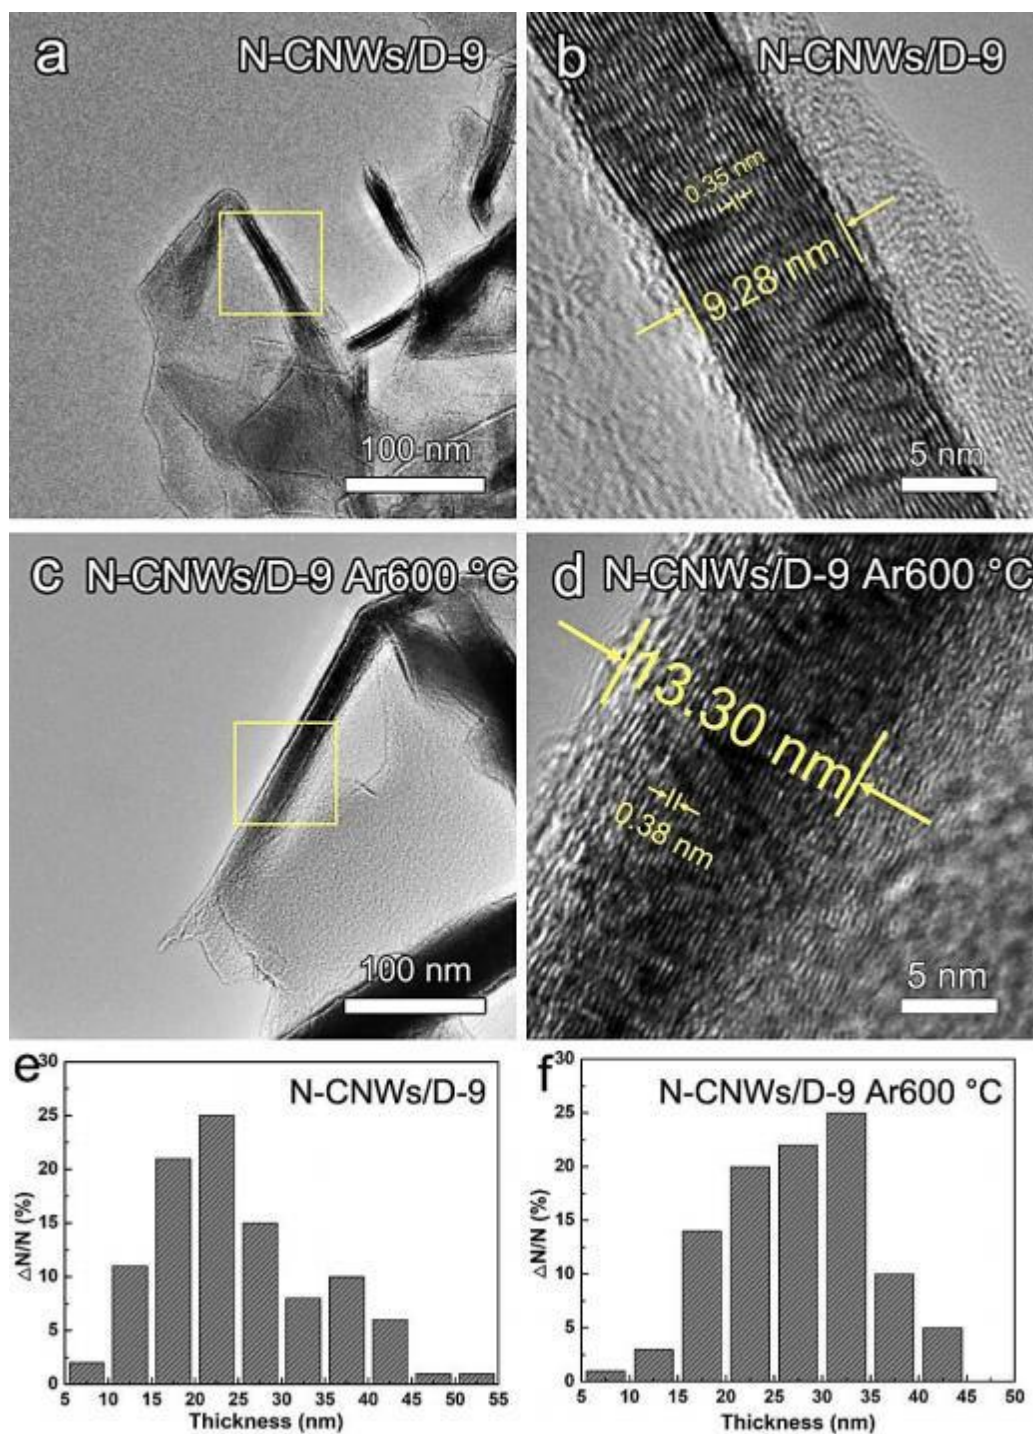 a N-CNWs/D-9
0.35 nm
9.28 nm
100 nm
b N-CNWs/D-9
5 nm
c N-CNWs/D-9 Ar600 °C
100 nm
d N-CNWs/D-9 Ar600 °C
13.30 nm
0.38 nm
5 nm
e N-CNWs/D-9
△N/N (%)
30
25
20
15
10
5
0
5 10 15 20 25 30 35 40 45 50 55
Thickness (nm)
f N-CNWs/D-9 Ar600 °C
△N/N (%)
30
25
20
15
10
5
0
5 10 15 20 25 30 35 40 45 50
Thickness (nm)